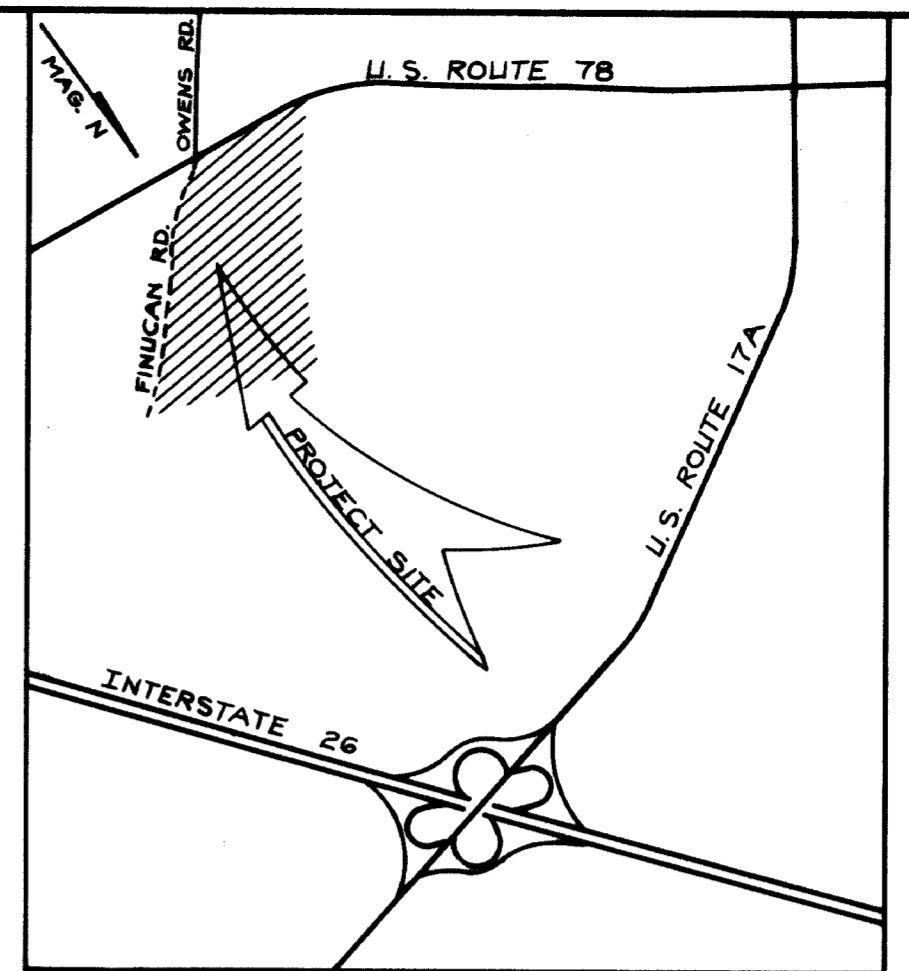 MAG. N
OWENS RD.
U.S. ROUTE 78
FINUCAN RD.
U.S. ROUTE 17A
PROJECT SITE
INTERSTATE 26